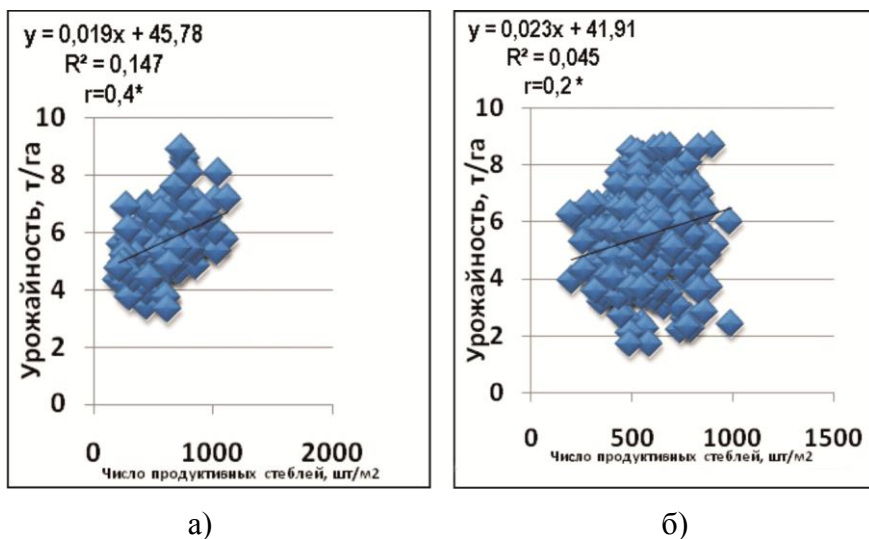 y = 0,019x + 45,78
R² = 0,147
r=0,4*
Урожайность, т/га
10
8
6
4
2
0
0 1000 2000
Число продуктивных стеблей, шт/м2
y = 0,023x + 41,91
R² = 0,045
r=0,2 *
Урожайность, т/га
10
8
6
4
2
0
0 500 1000 1500
Число продуктивных стеблей, шт/м2
а) б)